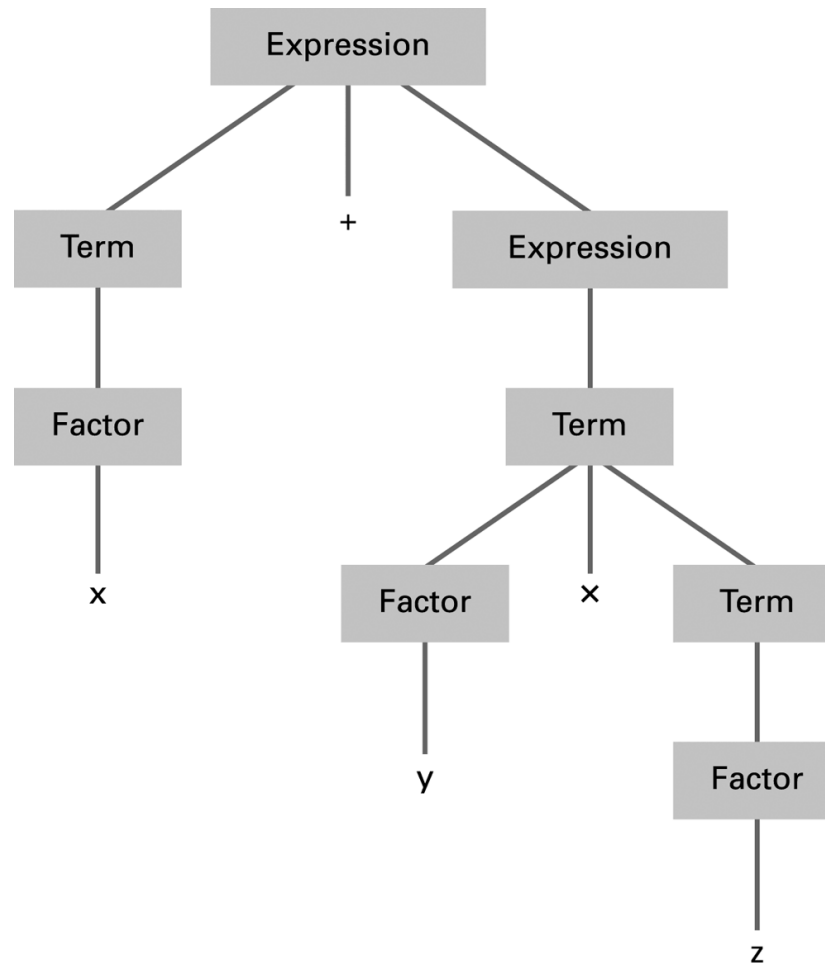 Expression
+
Term
Expression
Factor
Term
x
Factor
×
Term
y
Factor
z